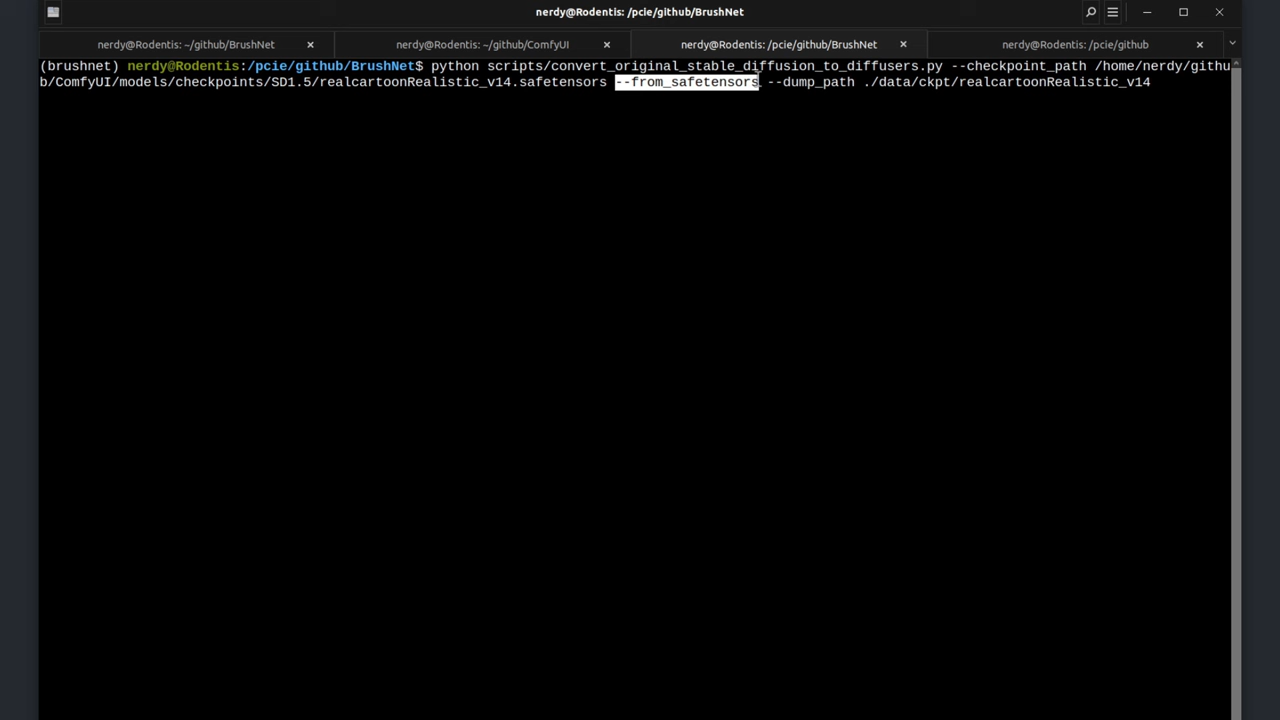 nerdy@Rodentis: /pcie/github/BrushNet
nerdy@Rodentis: ~/github/BrushNet
nerdy@Rodentis: ~/github/ComfyUI
nerdy@Rodentis: /pcie/github/BrushNet
nerdy@Rodentis: /pcie/github
(brushnet) nerdy@Rodentis:/pcie/github/BrushNet$ python scripts/convert_original_stable_diffusion_to_diffusers.py --checkpoint_path /home/nerdy/githu
b/ComfyUI/models/checkpoints/SD1.5/realcartoonRealistic_v14.safetensors --from_safetensors --dump_path ./data/ckpt/realcartoonRealistic_v14